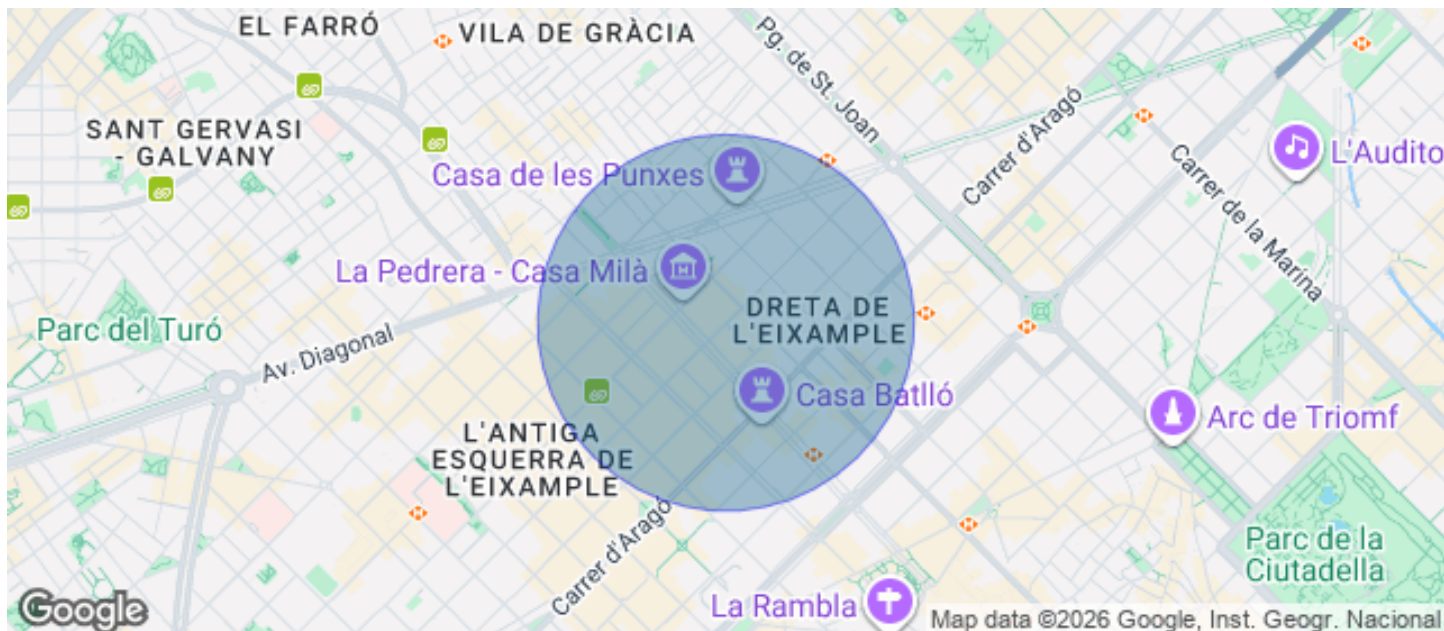 EL FARRÓ
VILA DE GRÀCIA
Pg. de St. Joan
SANT GERVASI
- GALVANY
Casa de les Punxes
Carrer d'Aragó
L'Audito
Carrer de la Marina
La Pedrera - Casa Milà
DRETA DE
L'EIXAMPLE
Parc del Turó
Av. Diagonal
Casa Batlló
Arc de Triomf
L'ANTIGA
ESQUERRA DE
L'EIXAMPLE
Carrer d'Aragó
Parc de la
Ciutadella
La Rambla
Google
Map data ©2026 Google, Inst. Geogr. Nacional